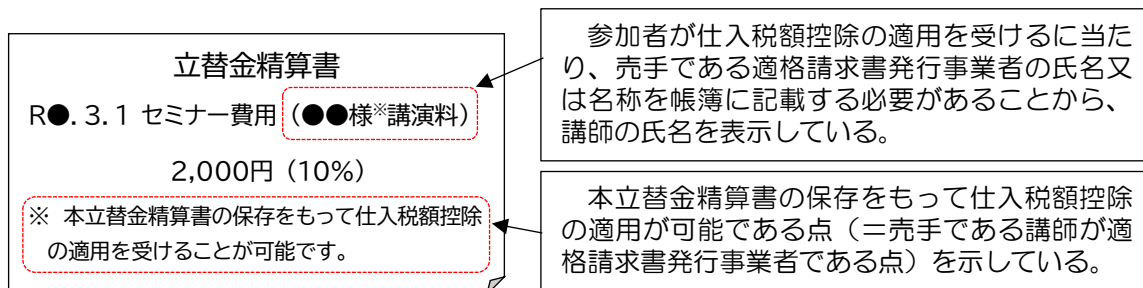 立替金精算書
R●.3.1 セミナー費用（●●様※講演料）
2,000円（10%）
※ 本立替金精算書の保存をもって仕入税額控除
の適用を受けることが可能です。
参加者が仕入税額控除の適用を受けるに当た
り、売手である適格請求書発行事業者の氏名又
は名称を帳簿に記載する必要があることから、
講師の氏名を表示している。
本立替金精算書の保存をもって仕入税額控除
の適用が可能である点（＝売手である講師が適
格請求書発行事業者である点）を示している。